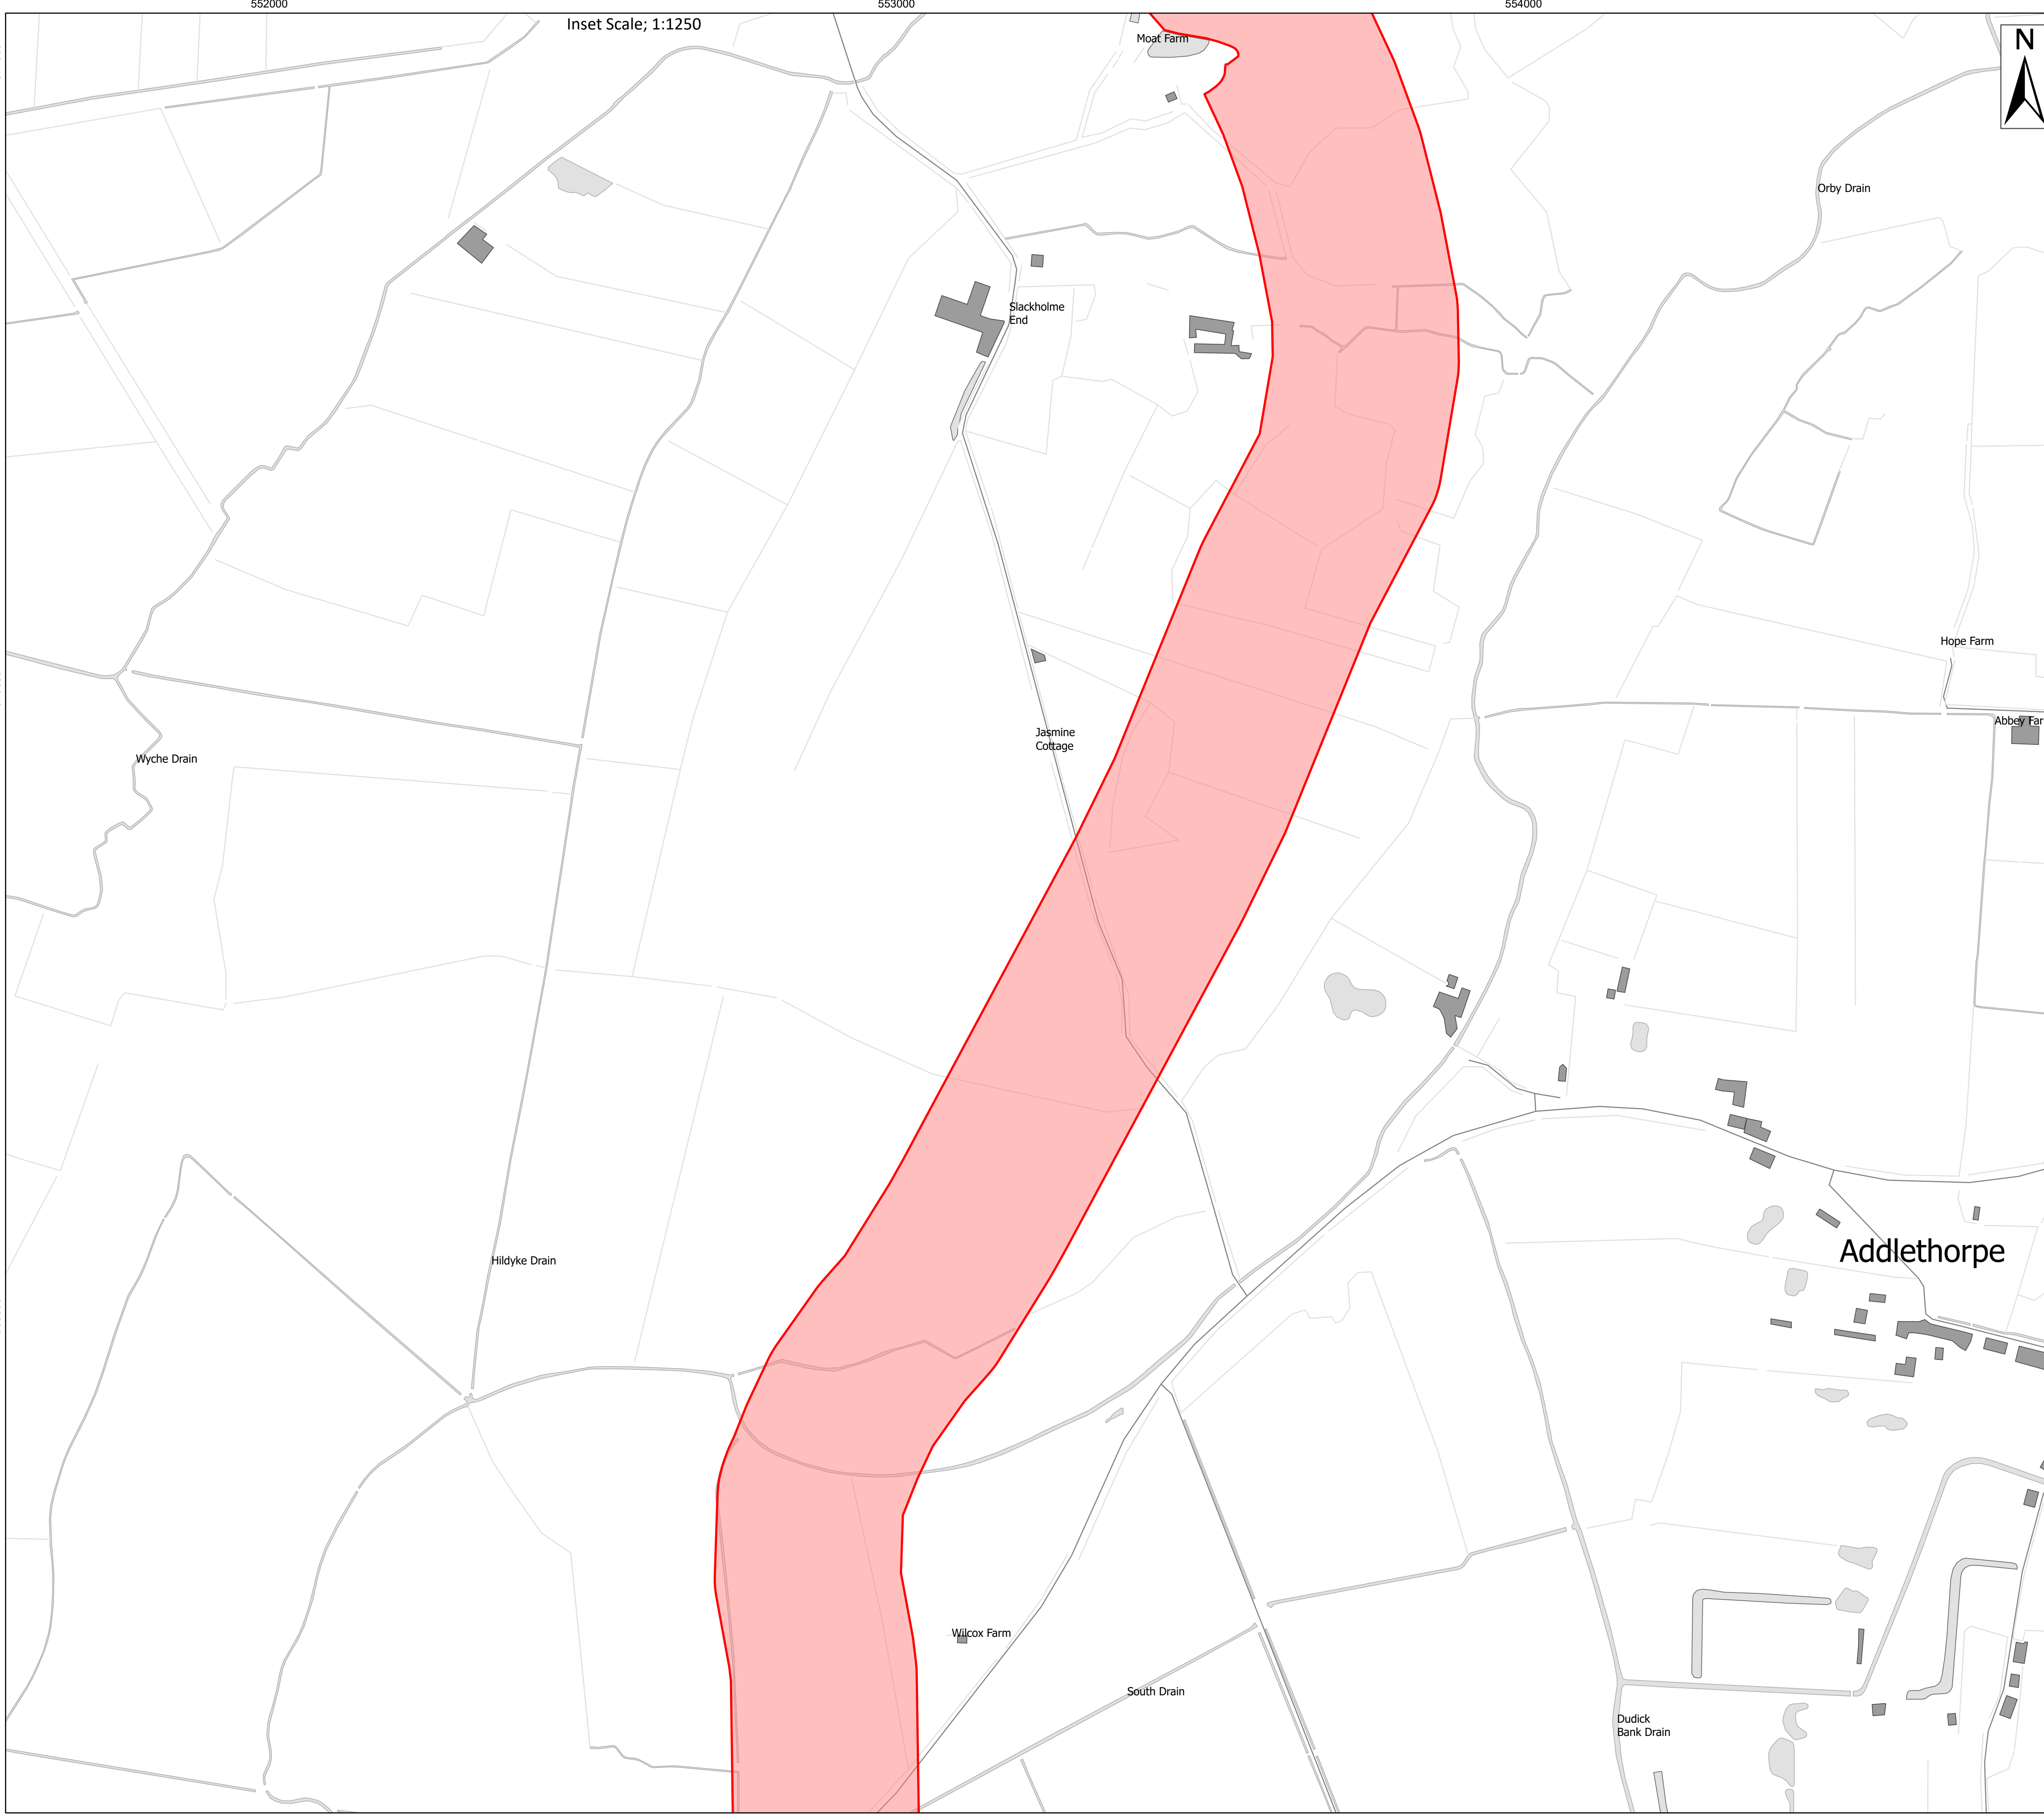 552000
553000
554000
Inset Scale; 1:1250
N
Moat Farm
Orby Drain
Slackholme
End
Hope Farm
Abbey Far
Jasmine
Cottage
Wyche Drain
Addlethorpe
Hildyke Drain
Wilcox Farm
South Drain
Dudick
Bank Drain